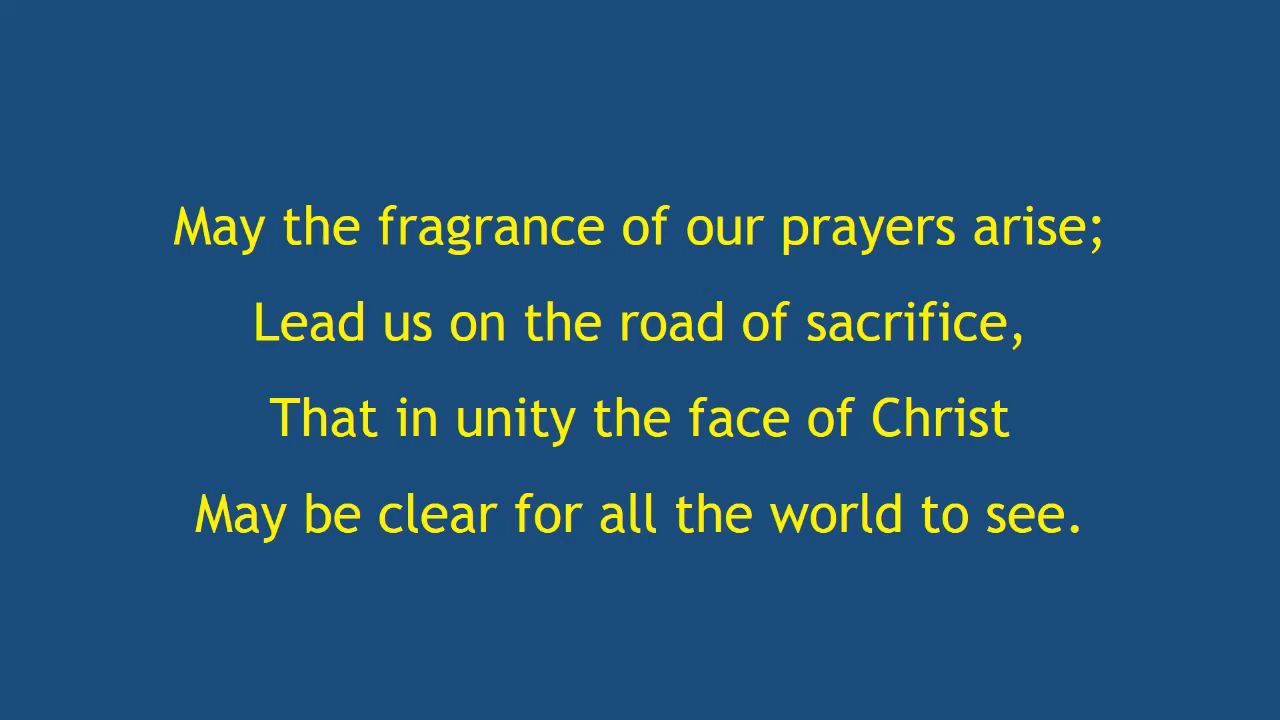 May the fragrance of our prayers arise;
Lead us on the road of sacrifice,
That in unity the face of Christ
May be clear for all the world to see.